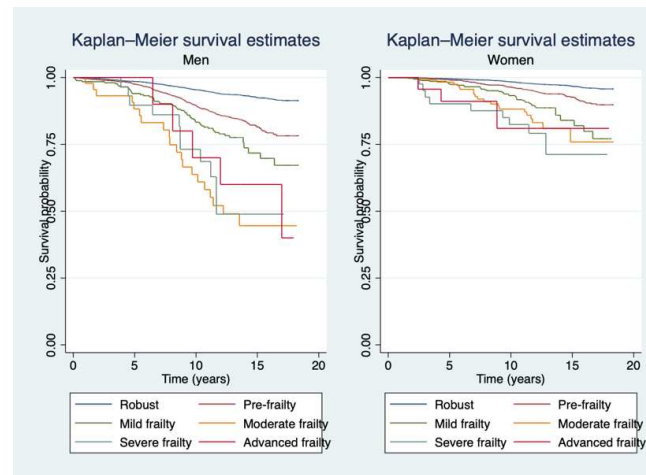 Kaplan–Meier survival estimates
Men
Survival probability
0.00 0.25 0.50 0.75 1.00
0 5 10 15 20
Time (years)
Robust Pre-frailty
Mild frailty Moderate frailty
Severe frailty Advanced frailty
Kaplan–Meier survival estimates
Women
Survival probability
0.00 0.25 0.50 0.75 1.00
0 5 10 15 20
Time (years)
Robust Pre-frailty
Mild frailty Moderate frailty
Severe frailty Advanced frailty